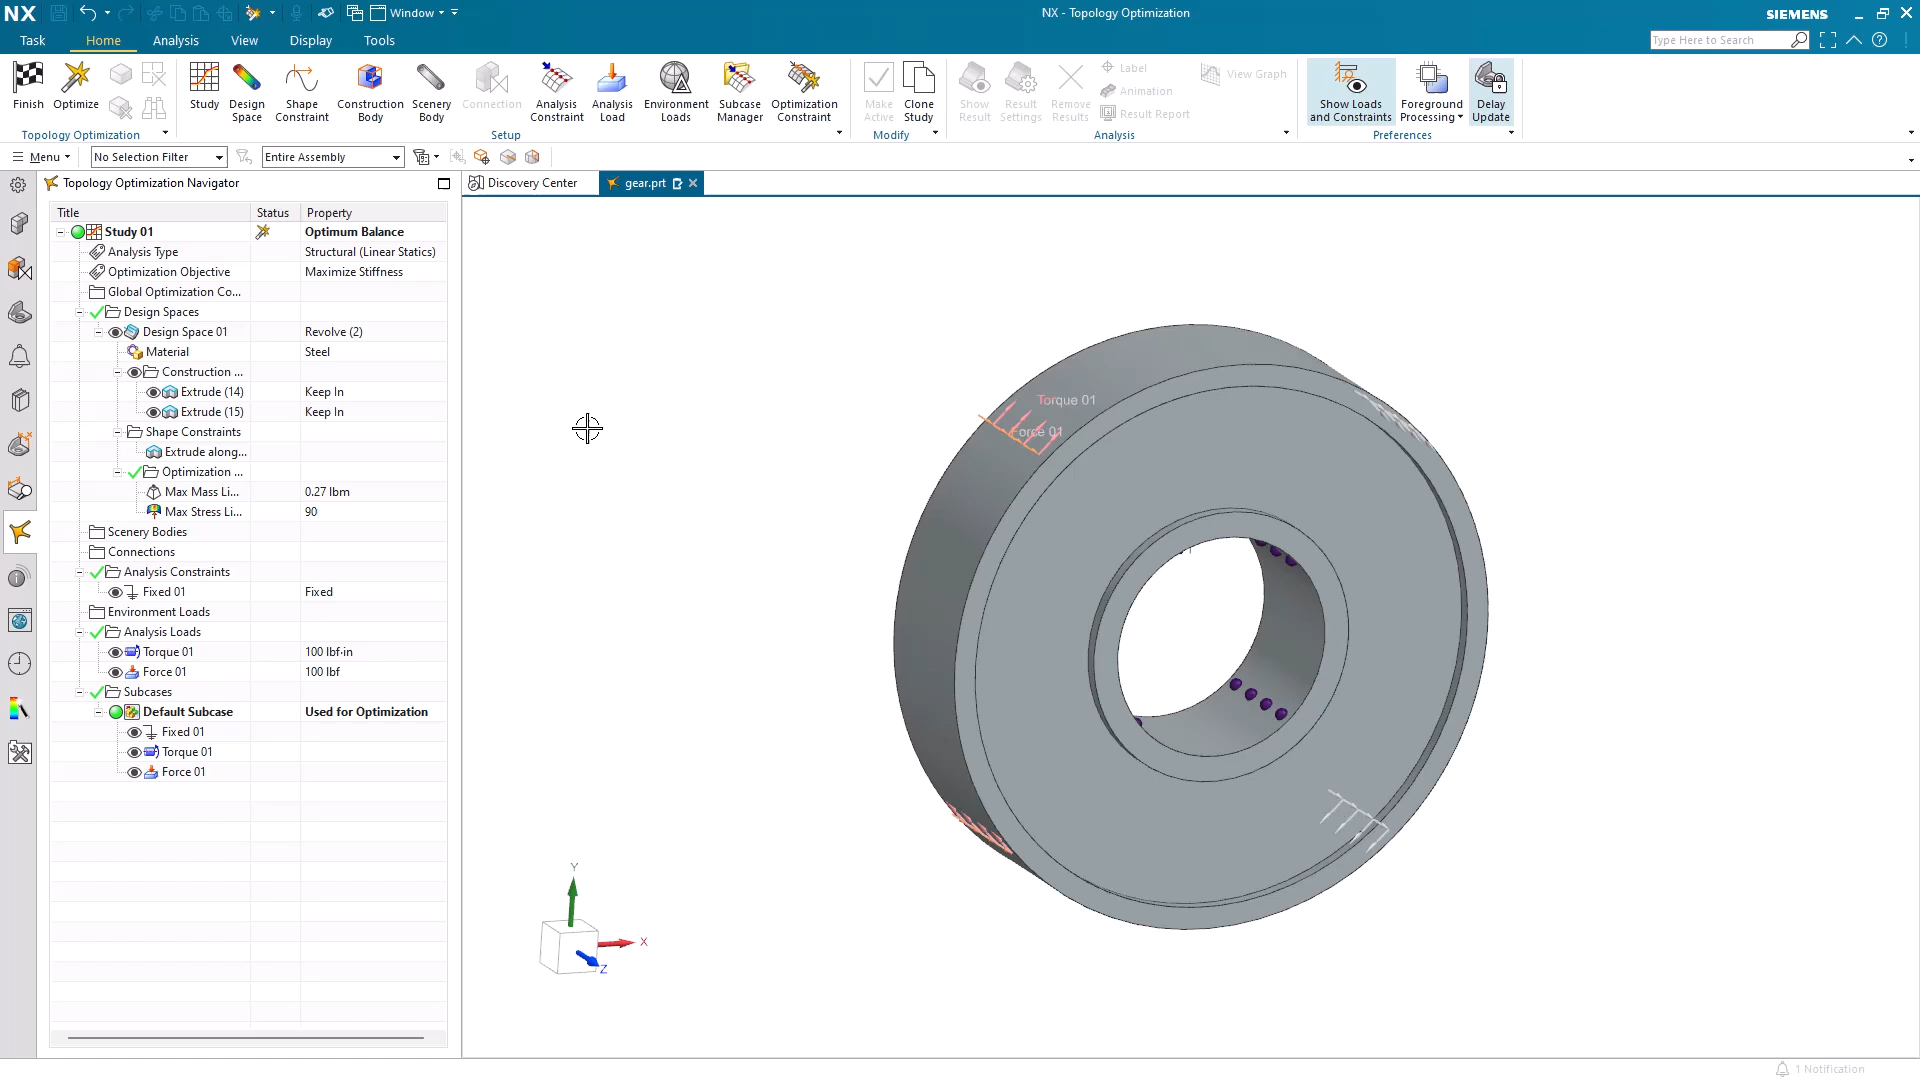 NX
Window
NX - Topology Optimization
SIEMENS
Task
Home
Analysis
View
Display
Tools
Type Here to Search
Finish
Optimize
Study
Design Space
Shape Constraint
Construction Body
Scenery Body
Connection
Analysis Constraint
Analysis Load
Environment Loads
Subcase Manager
Optimization Constraint
Make Active
Clone Study
Show Result
Result Settings
Remove Results
Label
Animation
Result Report
View Graph
Show Loads and Constraints
Foreground Processing
Delay Update
Topology Optimization
Setup
Modify
Analysis
Preferences
Menu
No Selection Filter
Entire Assembly
Topology Optimization Navigator
Discovery Center
gear.prt
Title Status Property
Study 01 Optimum Balance
Analysis Type Structural (Linear Statics)
Optimization Objective Maximize Stiffness
Global Optimization Co...
Design Spaces
Design Space 01 Revolve (2)
Material Steel
Construction ...
Extrude (14) Keep In
Extrude (15) Keep In
Shape Constraints
Extrude along...
Optimization ...
Max Mass Li... 0.27 lbm
Max Stress Li... 90
Scenery Bodies
Connections
Analysis Constraints
Fixed 01 Fixed
Environment Loads
Analysis Loads
Torque 01 100 lbf·in
Force 01 100 lbf
Subcases
Default Subcase Used for Optimization
Fixed 01
Torque 01
Force 01
Torque 01
Force 01
Y
X
Z
1 Notification